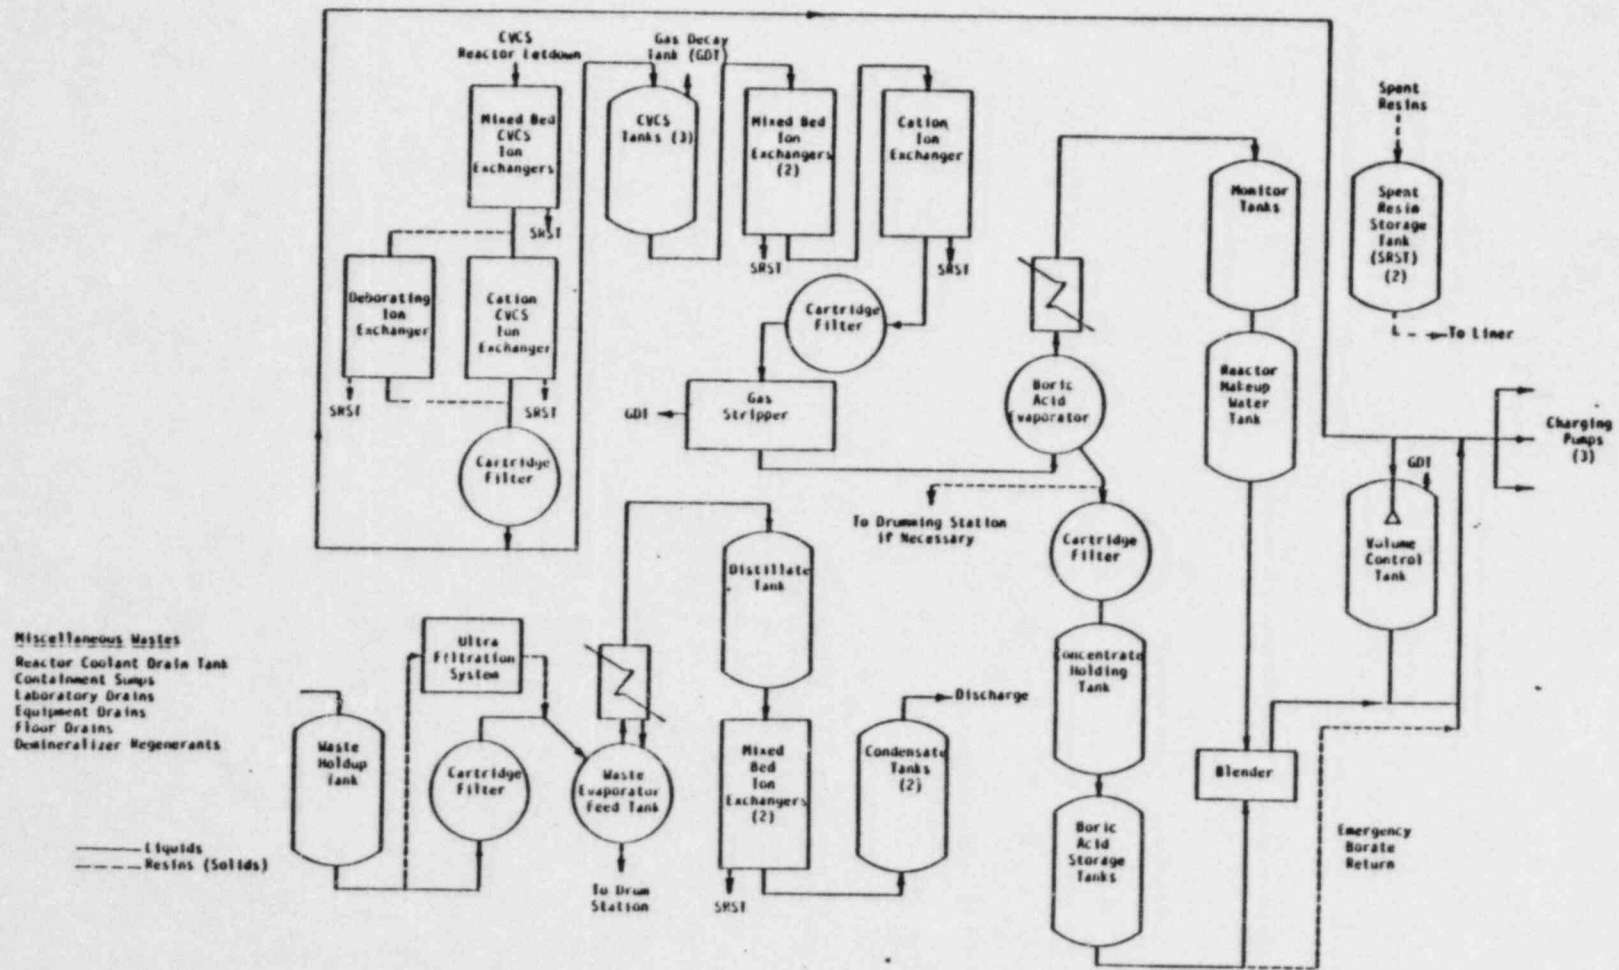 CVCS
Reactor Letdown
Gas Decay
Tank (GDT)
Mixed Bed
CVCS
Ion
Exchangers
SRST
CVCS
Tanks (3)
Mixed Bed
Ion
Exchangers
(2)
SRST
Cation
Ion
Exchanger
SRST
Deborating
Ion
Exchanger
SRST
Cation
CVCS
Ion
Exchanger
SRST
Cartridge
Filter
Cartridge
Filter
Gas
Stripper
GDT
Boric
Acid
Evaporator
To Drumming Station
if Necessary
Cartridge
Filter
Concentrate
Holding
Tank
Boric
Acid
Storage
Tanks
Monitor
Tanks
Reactor
Makeup
Water
Tank
Blender
Spent
Resins
Spent
Resin
Storage
Tank
(SRST)
(2)
To Liner
Charging
Pumps
(3)
GDT
Volume
Control
Tank
Emergency
Borate
Return
Miscellaneous Wastes
Reactor Coolant Drain Tank
Containment Sumps
Laboratory Drains
Equipment Drains
Floor Drains
Demineralizer Regenerants
Waste
Holdup
Tank
Ultra
Filtration
System
Cartridge
Filter
Waste
Evaporator
Feed Tank
To Drum
Station
Distillate
Tank
Mixed
Bed
Ion
Exchangers
(2)
SRST
Condensate
Tanks
(2)
Discharge
Liquids
Resins (Solids)